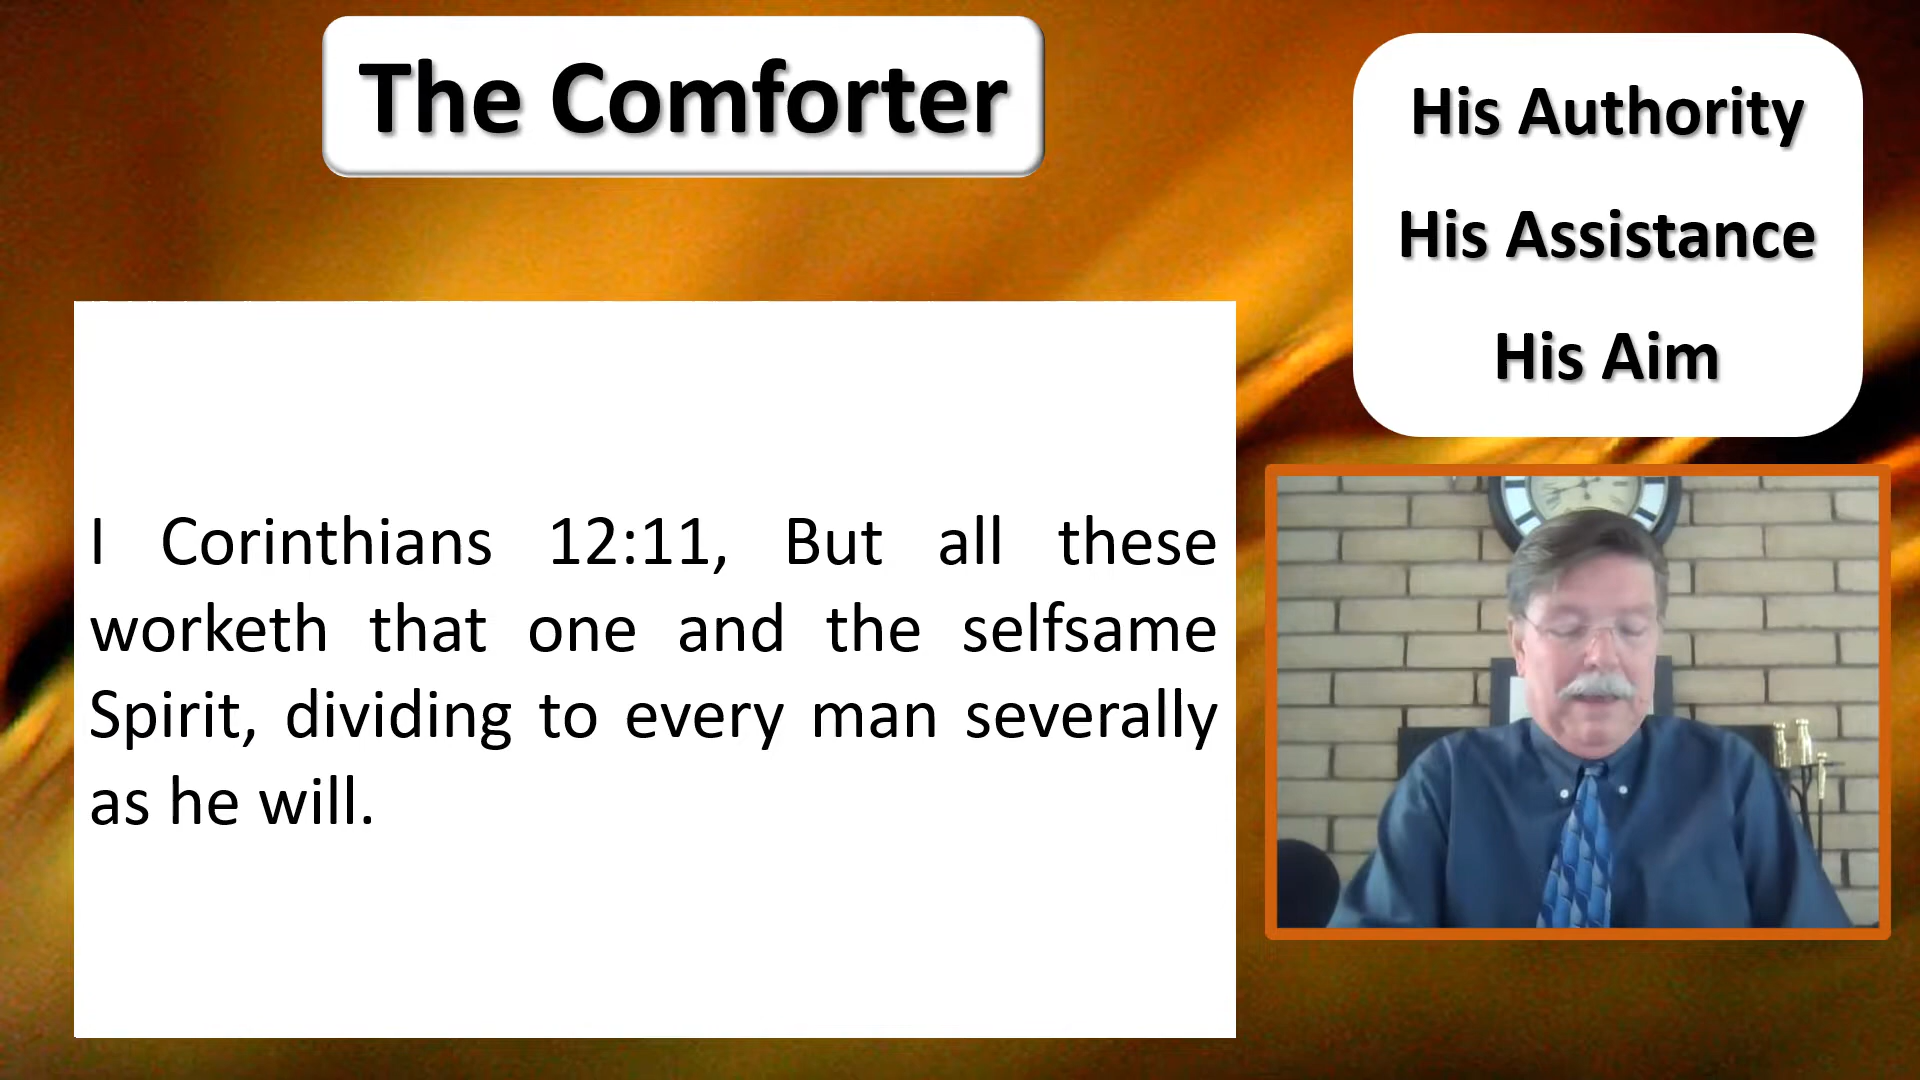 The Comforter
His Authority
His Assistance
His Aim
I Corinthians 12:11, But all these
worketh that one and the selfsame
Spirit, dividing to every man severally
as he will.